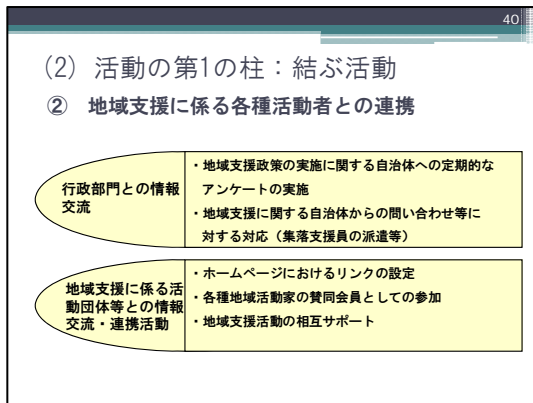 40
(2) 活動の第1の柱:結ぶ活動
② 地域支援に係る各種活動者との連携
行政部門との情報
交流
・地域支援政策の実施に関する自治体への定期的な
アンケートの実施
・地域支援に関する自治体からの問い合わせ等に
対する対応(集落支援員の派遣等)
地域支援に係る活
動団体等との情報
交流・連携活動
・ホームページにおけるリンクの設定
・各種地域活動家の賛同会員としての参加
・地域支援活動の相互サポート